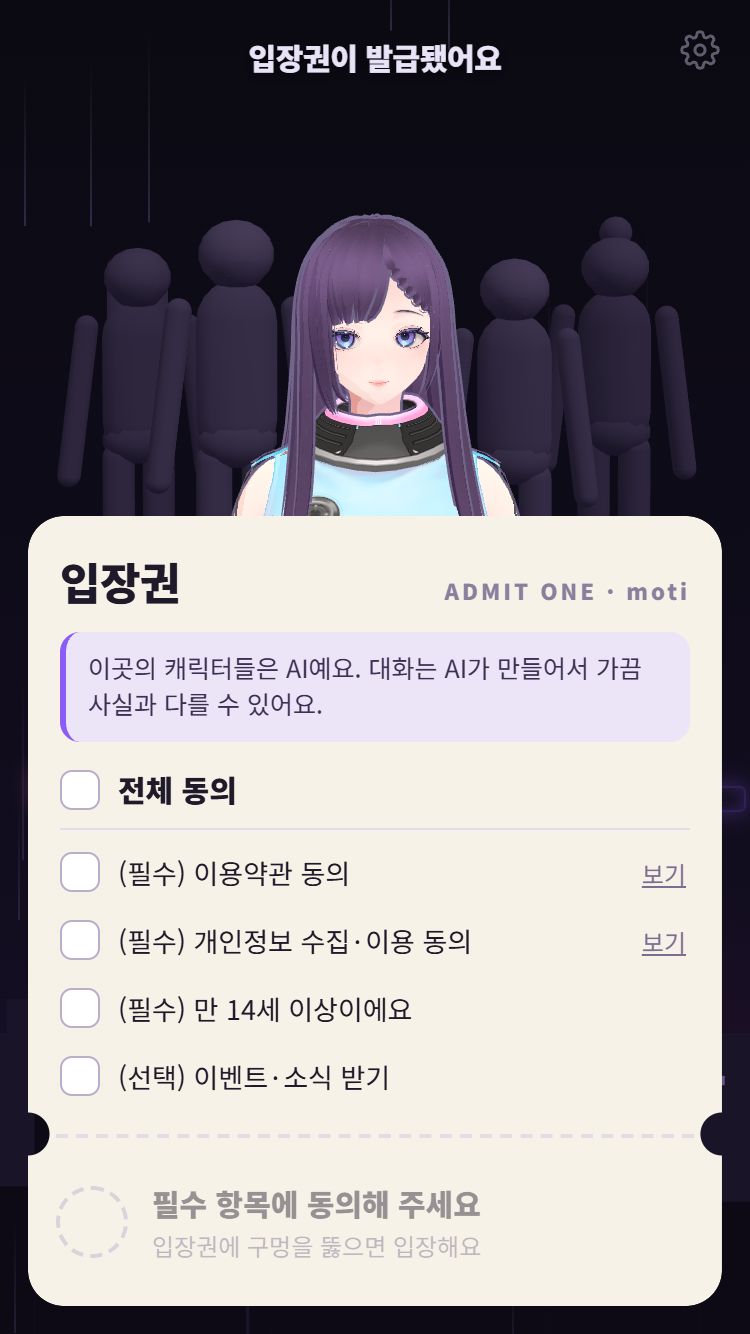 입장권이 발급됐어요
입장권
ADMIT ONE · moti
이곳의 캐릭터들은 AI예요. 대화는 AI가 만들어서 가끔
사실과 다를 수 있어요.
전체 동의
(필수) 이용약관 동의
보기
(필수) 개인정보 수집·이용 동의
보기
(필수) 만 14세 이상이에요
(선택) 이벤트·소식 받기
필수 항목에 동의해 주세요
입장권에 구멍을 뚫으면 입장해요